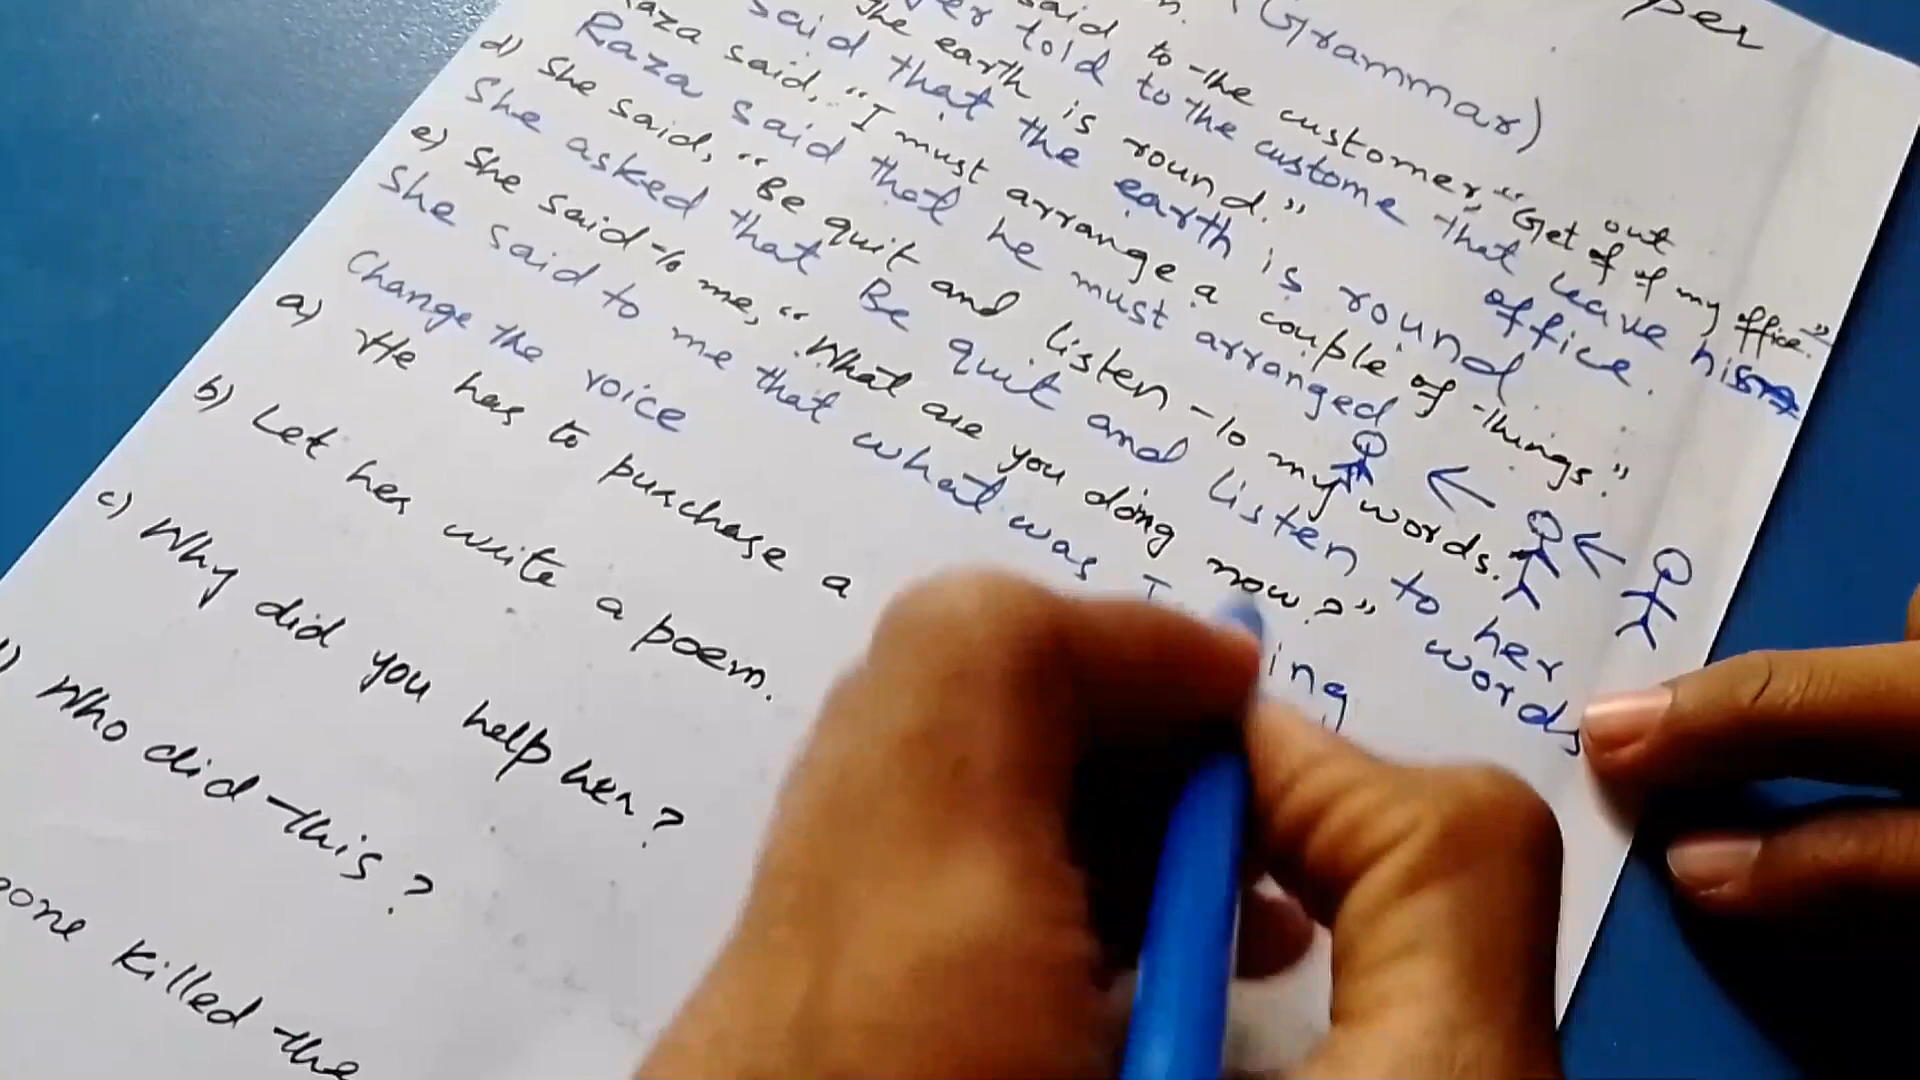 per
(Grammar)
said to the customer, "Get out of of my office."
er told to the custome that leave his
office.
The earth is round."
said that the earth is round
aza said, "I must arrange a couple of things."
Raza said that he must arranged
d) She said, "Be quit and listen to my words.
She asked that Be quit and listen to her
words
e) She said to me, "What are you doing now?"
She said to me that what was I
ing
Change the voice
a) He has to purchase a
b) Let her write a poem.
c) Why did you help her?
Who did this?
killed the